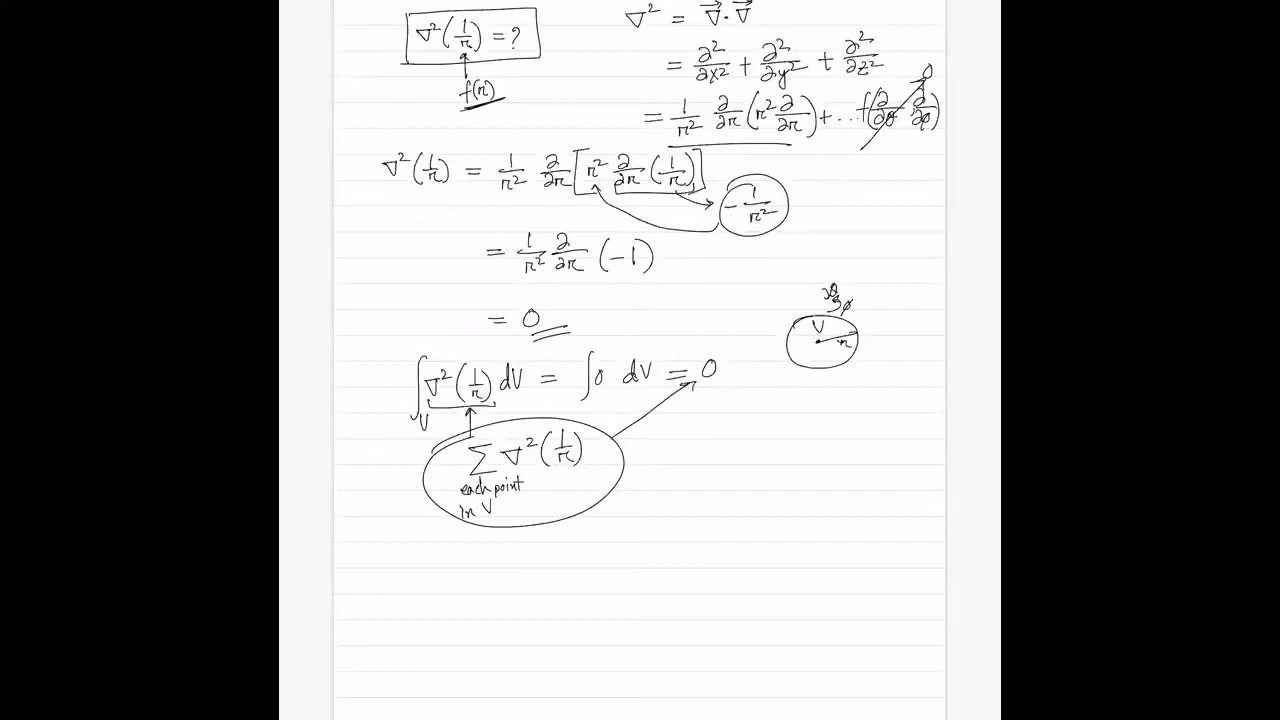 ∇²(1/r) = ?
f(r)
∇² = ∇⃗·∇⃗
= ∂²/∂x² + ∂²/∂y² + ∂²/∂z²
= 1/r² ∂/∂r (r² ∂/∂r) + ... f(∂/∂θ ∂/∂φ) 0
∇²(1/r) = 1/r² ∂/∂r [r² ∂/∂r (1/r)]
-1/r²
= 1/r² ∂/∂r (-1)
= 0
V r
∫_V ∇²(1/r) dV = ∫0 dV = 0
∑ ∇²(1/r)
each point
in V